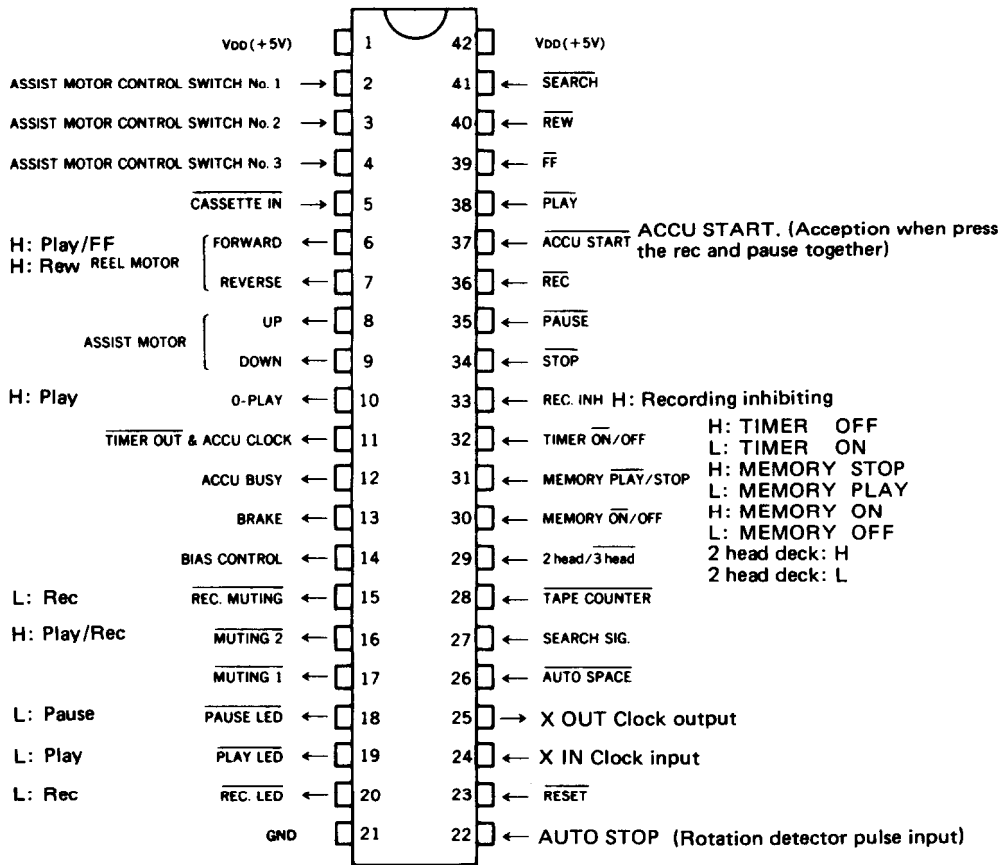 VDD (+5V) 1 42 VDD (+5V)
ASSIST MOTOR CONTROL SWITCH No. 1 → 2 41 ← SEARCH
ASSIST MOTOR CONTROL SWITCH No. 2 → 3 40 ← REW
ASSIST MOTOR CONTROL SWITCH No. 3 → 4 39 ← FF
CASSETTE IN → 5 38 ← PLAY
H: Play/FF FORWARD ← 6 37 ← ACCU START ACCU START. (Acception when press
the rec and pause together)
H: Rew REEL MOTOR
REVERSE ← 7 36 ← REC
UP ← 8 35 ← PAUSE
ASSIST MOTOR
DOWN ← 9 34 ← STOP
H: Play O-PLAY ← 10 33 ← REC. INH H: Recording inhibiting
TIMER OUT & ACCU CLOCK ← 11 32 ← TIMER ON/OFF H: TIMER OFF
L: TIMER ON
ACCU BUSY ← 12 31 ← MEMORY PLAY/STOP H: MEMORY STOP
L: MEMORY PLAY
BRAKE ← 13 30 ← MEMORY ON/OFF H: MEMORY ON
L: MEMORY OFF
BIAS CONTROL ← 14 29 ← 2 head/3 head 2 head deck: H
2 head deck: L
L: Rec REC. MUTING ← 15 28 ← TAPE COUNTER
H: Play/Rec MUTING 2 ← 16 27 ← SEARCH SIG.
MUTING 1 ← 17 26 ← AUTO SPACE
L: Pause PAUSE LED ← 18 25 → X OUT Clock output
L: Play PLAY LED ← 19 24 ← X IN Clock input
L: Rec REC. LED ← 20 23 ← RESET
GND 21 22 ← AUTO STOP (Rotation detector pulse input)